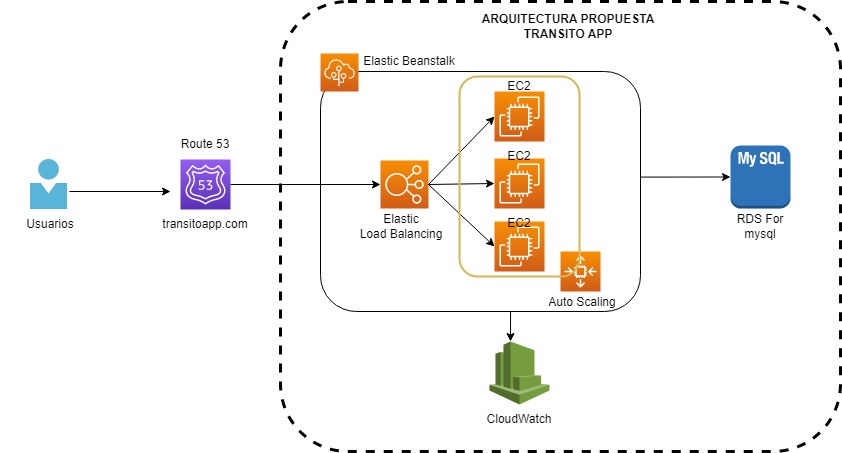 ARQUITECTURA PROPUESTA
TRANSITO APP
Elastic Beanstalk
EC2
EC2
EC2
Route 53
53
My SQL
Usuarios
transitoapp.com
Elastic
Load Balancing
RDS For
mysql
Auto Scaling
CloudWatch